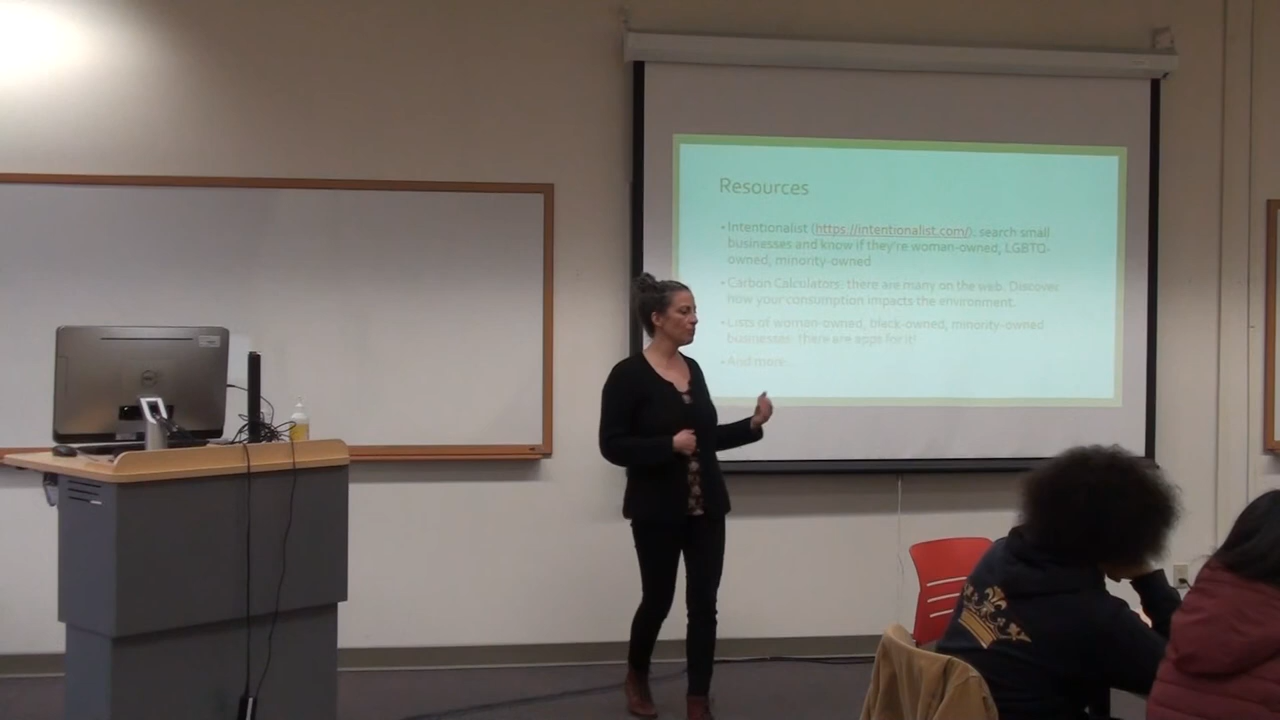 Resources
• Intentionalist (https://intentionalist.com/): search small
businesses and know if they're woman-owned, LGBTQ-
owned, minority-owned
• Carbon Calculators: there are many on the web. Discover
how your consumption impacts the environment.
• Lists of woman-owned, black-owned, minority-owned
businesses: there are apps for it!
• And more...